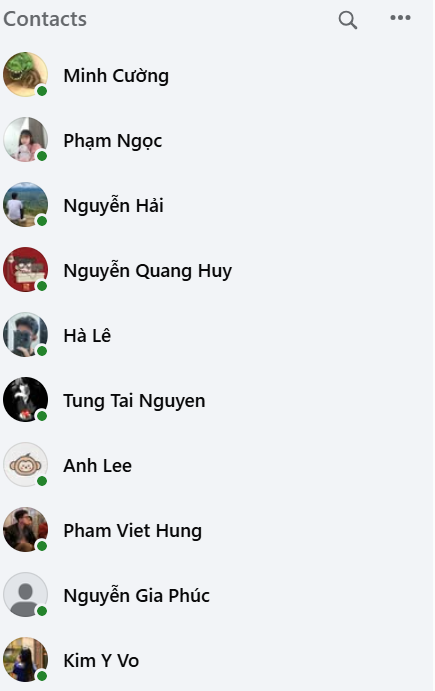 Contacts
Minh Cường
Phạm Ngọc
Nguyễn Hải
Nguyễn Quang Huy
Hà Lê
Tung Tai Nguyen
Anh Lee
Pham Viet Hung
Nguyễn Gia Phúc
Kim Y Vo